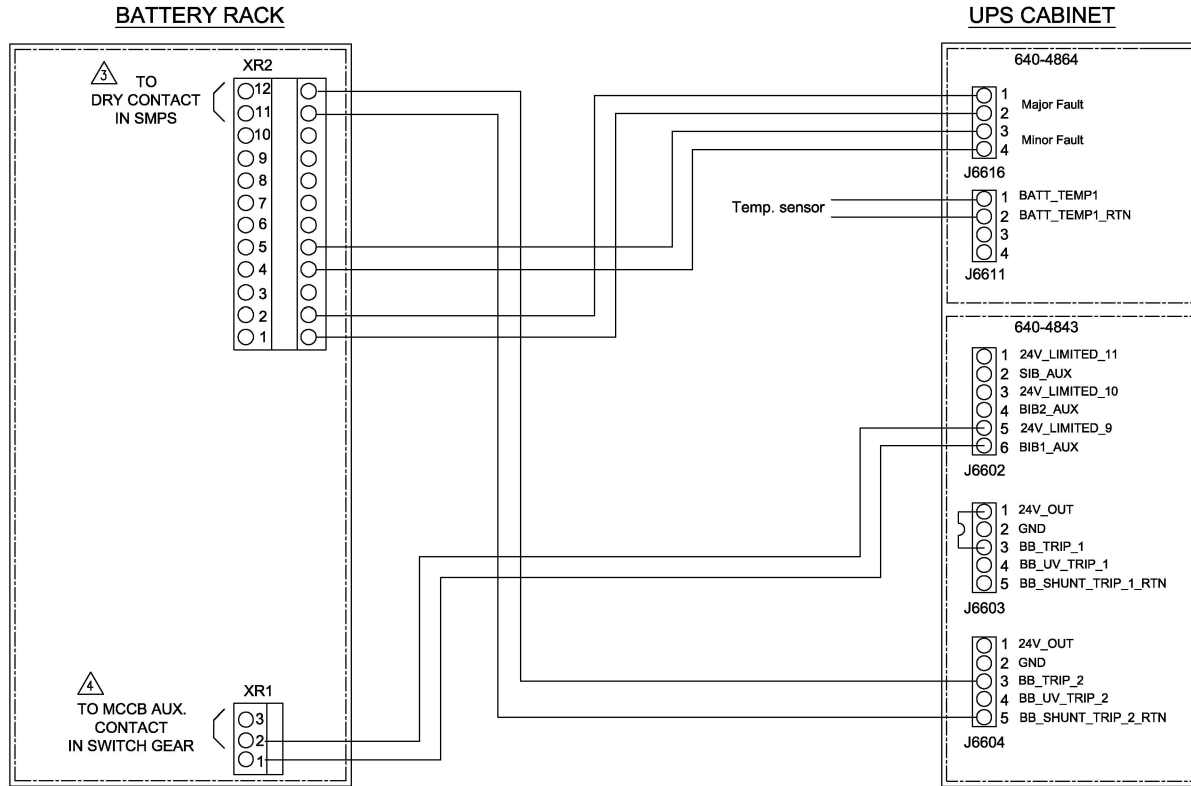 BATTERY RACK
UPS CABINET
3
TO
DRY CONTACT
IN SMPS
XR2
12
11
10
9
8
7
6
5
4
3
2
1
4
TO MCCB AUX.
CONTACT
IN SWITCH GEAR
XR1
3
2
1
Temp. sensor
640-4864
1
Major Fault
2
3
Minor Fault
4
J6616
1 BATT_TEMP1
2 BATT_TEMP1_RTN
3
4
J6611
640-4843
1 24V_LIMITED_11
2 SIB_AUX
3 24V_LIMITED_10
4 BIB2_AUX
5 24V_LIMITED_9
6 BIB1_AUX
J6602
1 24V_OUT
2 GND
3 BB_TRIP_1
4 BB_UV_TRIP_1
5 BB_SHUNT_TRIP_1_RTN
J6603
1 24V_OUT
2 GND
3 BB_TRIP_2
4 BB_UV_TRIP_2
5 BB_SHUNT_TRIP_2_RTN
J6604